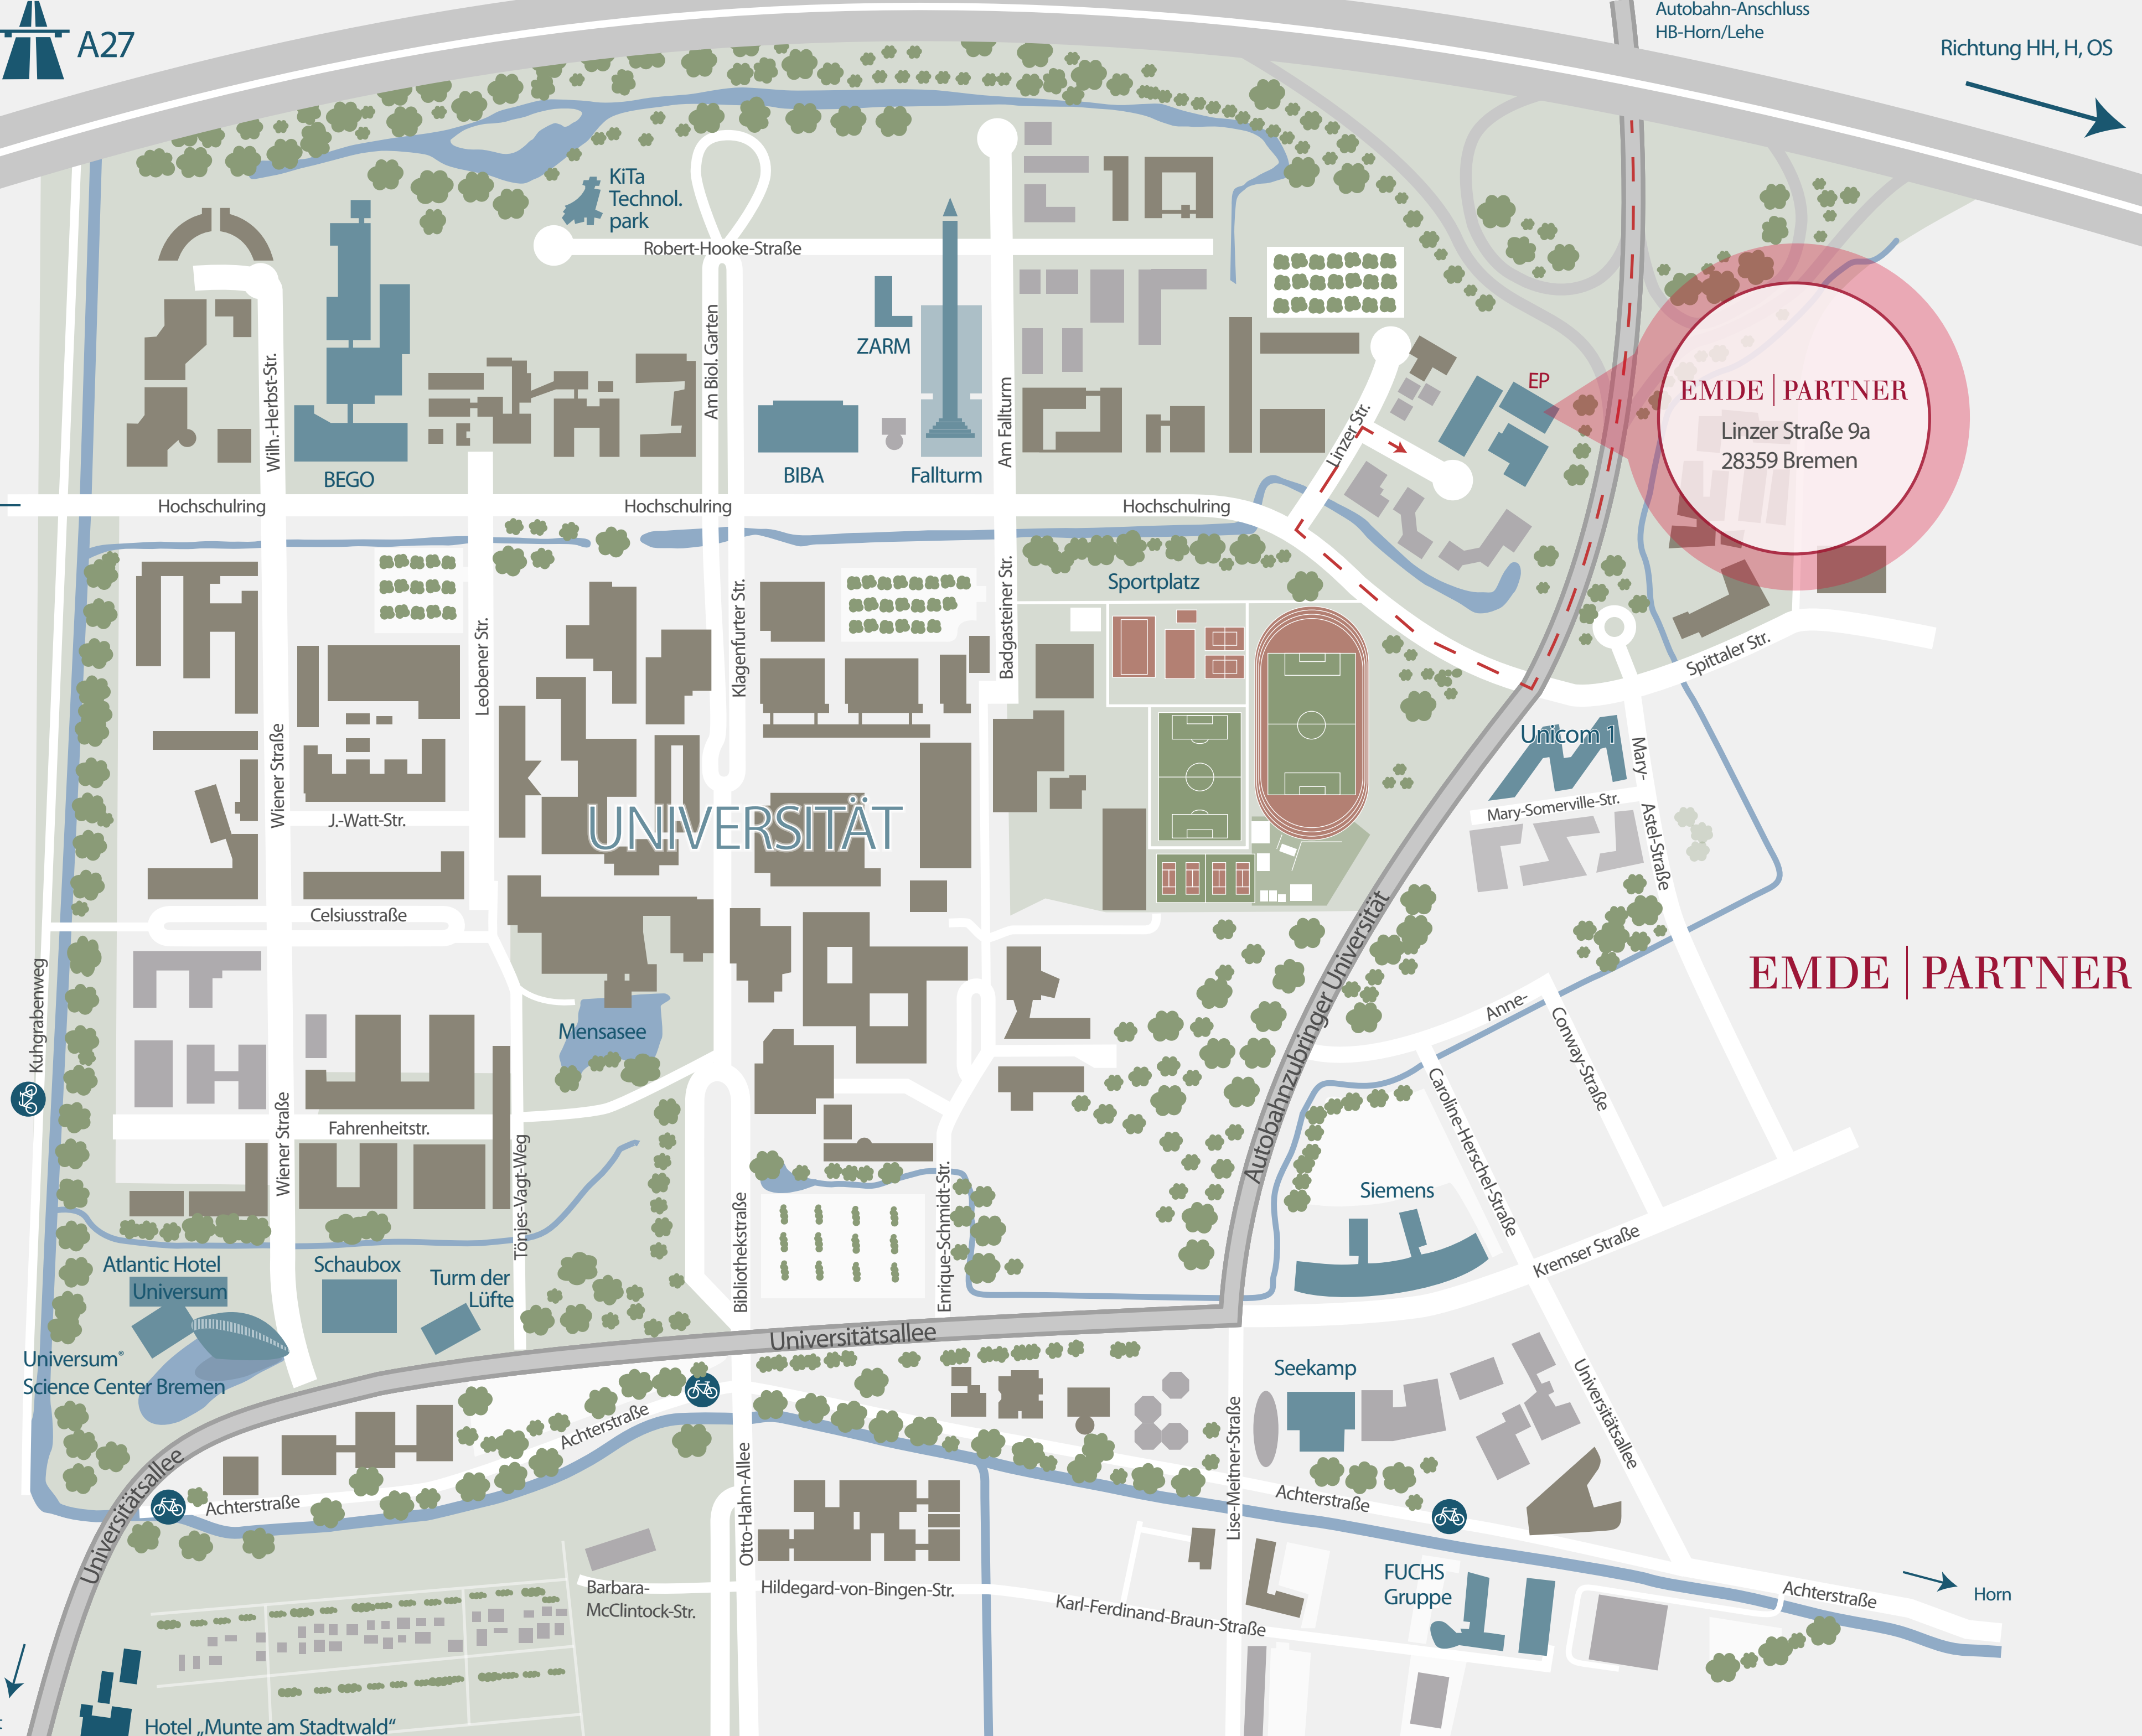 A27
Autobahn-Anschluss
HB-Horn/Lehe
Richtung HH, H, OS
KiTa
Technol.
park
Robert-Hooke-Straße
Am Biol. Garten
ZARM
Am Fallturm
Wilh.-Herbst-Str.
BEGO
BIBA
Fallturm
Linzer Str.
EP
EMDE | PARTNER
Linzer Straße 9a
28359 Bremen
Hochschulring
Hochschulring
Hochschulring
Sportplatz
Leobener Str.
Klagenfurter Str.
Badgasteiner Str.
Spittaler Str.
Wiener Straße
Unicom 1
Mary-
Astel-Straße
Mary-Somerville-Str.
J.-Watt-Str.
UNIVERSITÄT
Celsiusstraße
Autobahnzubringer Universität
EMDE | PARTNER
Kuhgrabenweg
Mensasee
Anne-
Conway-Straße
Caroline-Herschel-Straße
Fahrenheitstr.
Wiener Straße
Tönjes-Vagt-Weg
Bibliothekstraße
Enrique-Schmidt-Str.
Siemens
Kremser Straße
Atlantic Hotel
Universum
Schaubox
Turm der
Lüfte
Universum®
Science Center Bremen
Universitätsallee
Seekamp
Universitätsallee
Achterstraße
Otto-Hahn-Allee
Lise-Meitner-Straße
Universitätsallee
Achterstraße
Achterstraße
Barbara-
McClintock-Str.
Hildegard-von-Bingen-Str.
Karl-Ferdinand-Braun-Straße
FUCHS
Gruppe
Achterstraße
Horn
Hotel „Munte am Stadtwald“